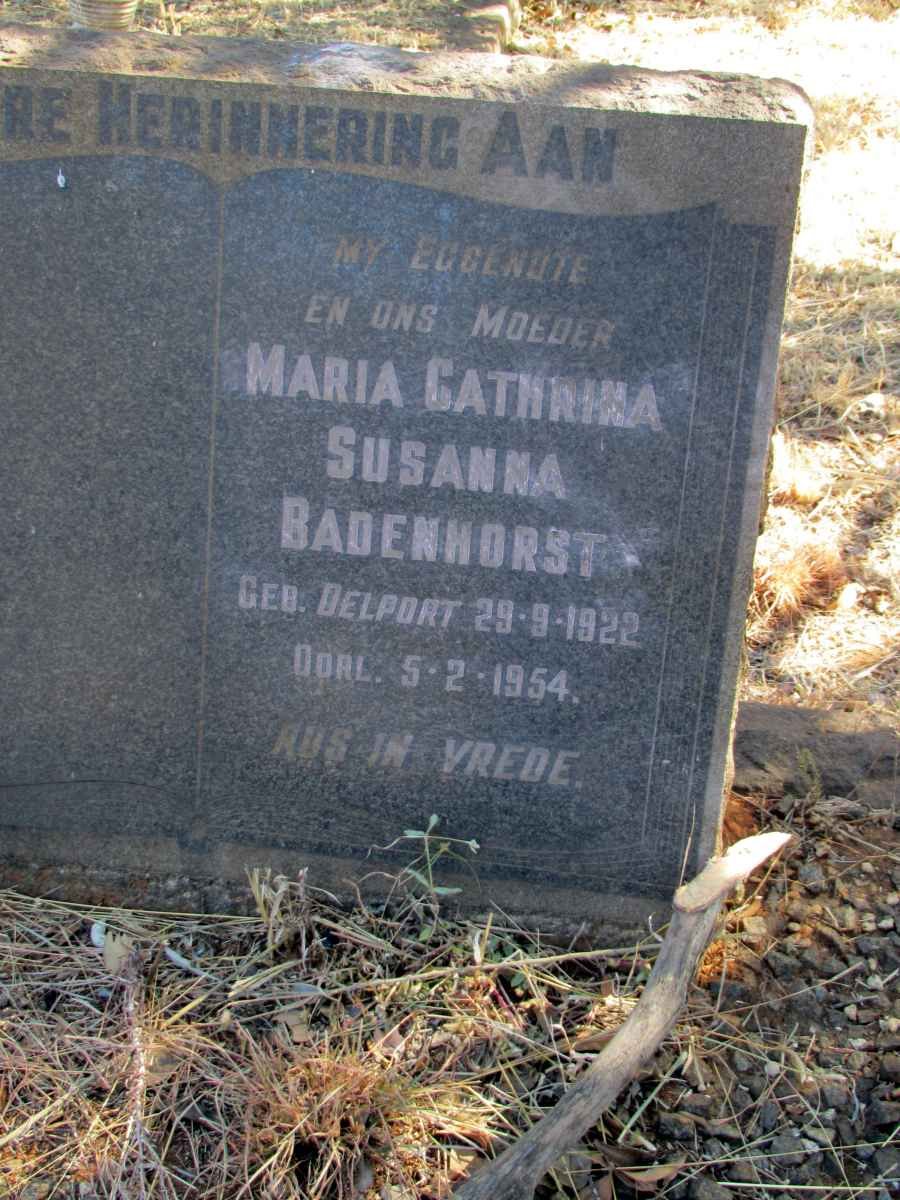 RE HERINNERING AAN
MY EGGENOTE
EN ONS MOEDER
MARIA CATHRINA
SUSANNA
BADENHORST
GEB. DELPORT 29·9·1922
OORL. 5·2·1954.
RUS IN VREDE.